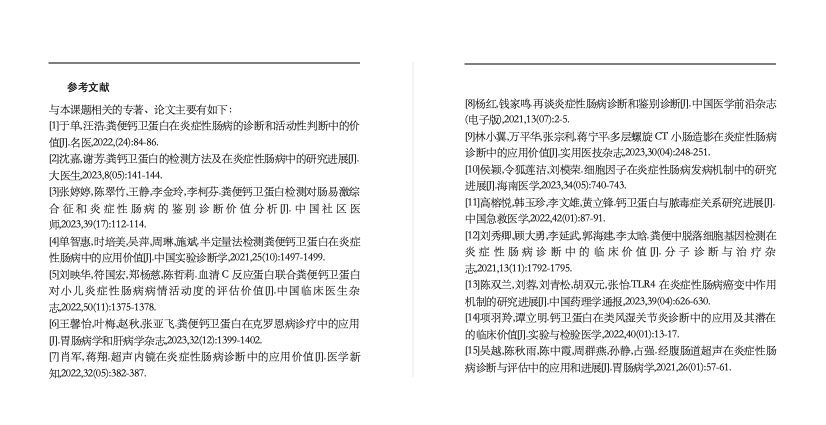 参考文献
与本课题相关的专著、论文主要有如下：
[1]于单,汪浩.粪便钙卫蛋白在炎症性肠病的诊断和活动性判断中的价
值[J].名医,2022,(24):84-86.
[2]沈嘉,谢芳.粪钙卫蛋白的检测方法及在炎症性肠病中的研究进展[J].
大医生,2023,8(05):141-144.
[3]张婷婷,陈翠竹,王静,李金玲,李柯芬.粪便钙卫蛋白检测对肠易激综
合征和炎症性肠病的鉴别诊断价值分析[J].中国社区医
师,2023,39(17):112-114.
[4]单智惠,时培美,吴萍,周琳,施斌.半定量法检测粪便钙卫蛋白在炎症
性肠病中的应用价值[J].中国实验诊断学,2021,25(10):1497-1499.
[5]刘映华,符国宏,郑杨慈,陈哲莉.血清 C 反应蛋白联合粪便钙卫蛋白
对小儿炎症性肠病病情活动度的评估价值[J].中国临床医生杂
志,2022,50(11):1375-1378.
[6]王馨怡,叶梅,赵秋,张亚飞.粪便钙卫蛋白在克罗恩病诊疗中的应用
[J].胃肠病学和肝病学杂志,2023,32(12):1399-1402.
[7]肖军,蒋翔.超声内镜在炎症性肠病诊断中的应用价值[J].医学新
知,2022,32(05):382-387.
[8]杨红,钱家鸣.再谈炎症性肠病诊断和鉴别诊断[J].中国医学前沿杂志
(电子版),2021,13(07):2-5.
[9]林小翼,万平华,张宗利,蒋宁平.多层螺旋 CT 小肠造影在炎症性肠病
诊断中的应用价值[J].实用医技杂志,2023,30(04):248-251.
[10]侯颖,令狐莲洁,刘模荣.细胞因子在炎症性肠病发病机制中的研究
进展[J].海南医学,2023,34(05):740-743.
[11]高榕悦,韩玉珍,李文雄,黄立锋.钙卫蛋白与脓毒症关系研究进展[J].
中国急救医学,2022,42(01):87-91.
[12]刘秀卿,顾大勇,李延武,郭海建,李太晗.粪便中脱落细胞基因检测在
炎症性肠病诊断中的临床价值[J].分子诊断与治疗杂
志,2021,13(11):1792-1795.
[13]陈双兰,刘蓉,刘青松,胡双元,张怡.TLR4 在炎症性肠病癌变中作用
机制的研究进展[J].中国药理学通报,2023,39(04):626-630.
[14]项羽羚,谭立明.钙卫蛋白在类风湿关节炎诊断中的应用及其潜在
的临床价值[J].实验与检验医学,2022,40(01):13-17.
[15]吴越,陈秋雨,陈中霞,周群燕,孙静,占强.经腹肠道超声在炎症性肠
病诊断与评估中的应用和进展[J].胃肠病学,2021,26(01):57-61.